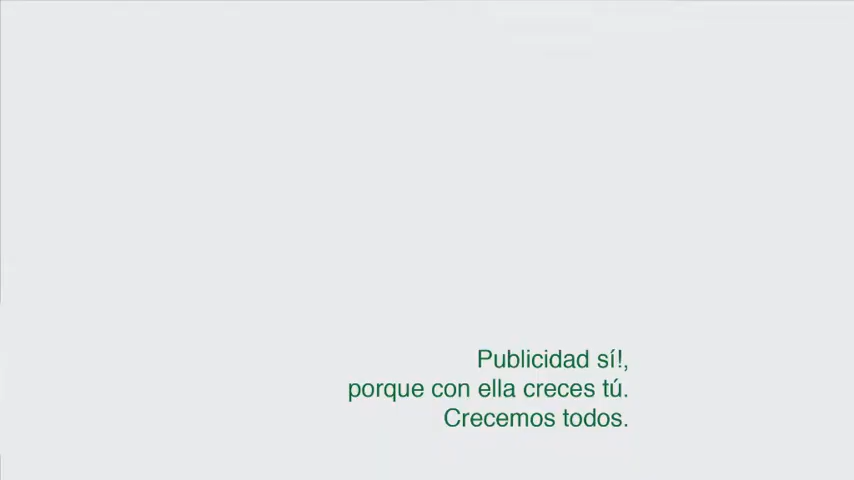 Publicidad sí!,
porque con ella creces tú.
Crecemos todos.